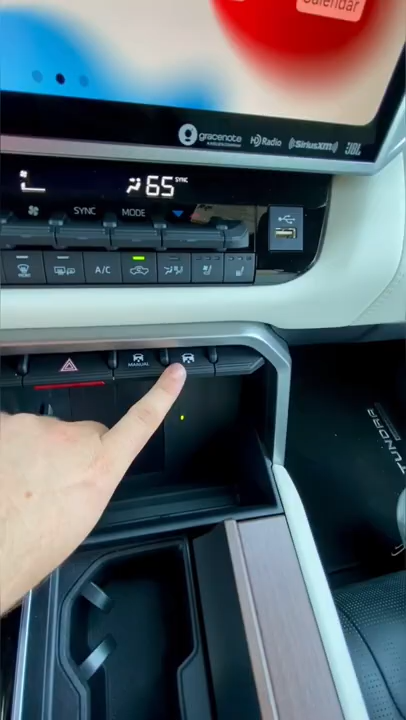 Calendar
gracenote
HD Radio
SiriusXM
JBL
65 SYNC
SYNC
MODE
A/C
MANUAL
TUNDRA